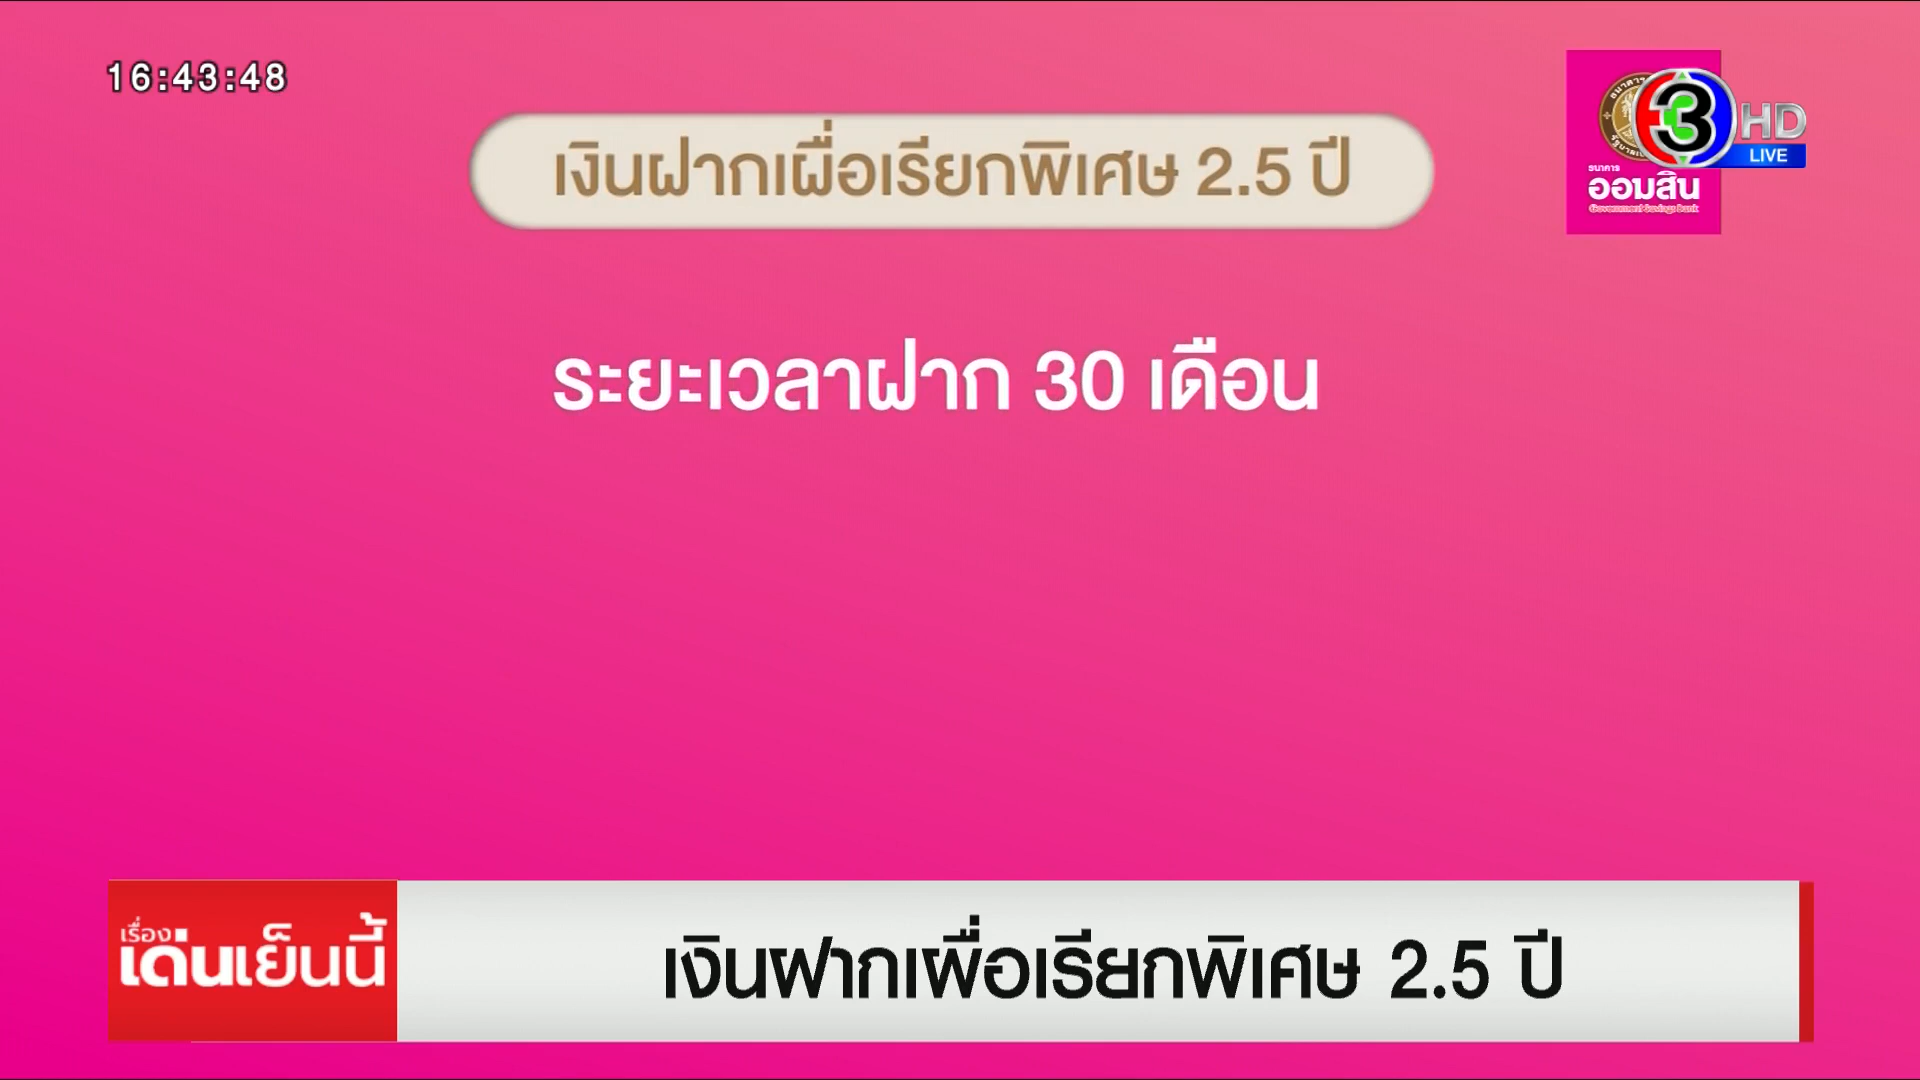 16:43:48
เงินฝากเผื่อเรียกพิเศษ 2.5 ปี
3 HD
LIVE
ธนาคาร
ออมสิน
Government Savings Bank
ระยะเวลาฝาก 30 เดือน
เรื่อง
เด่นเย็นนี้
เงินฝากเผื่อเรียกพิเศษ 2.5 ปี